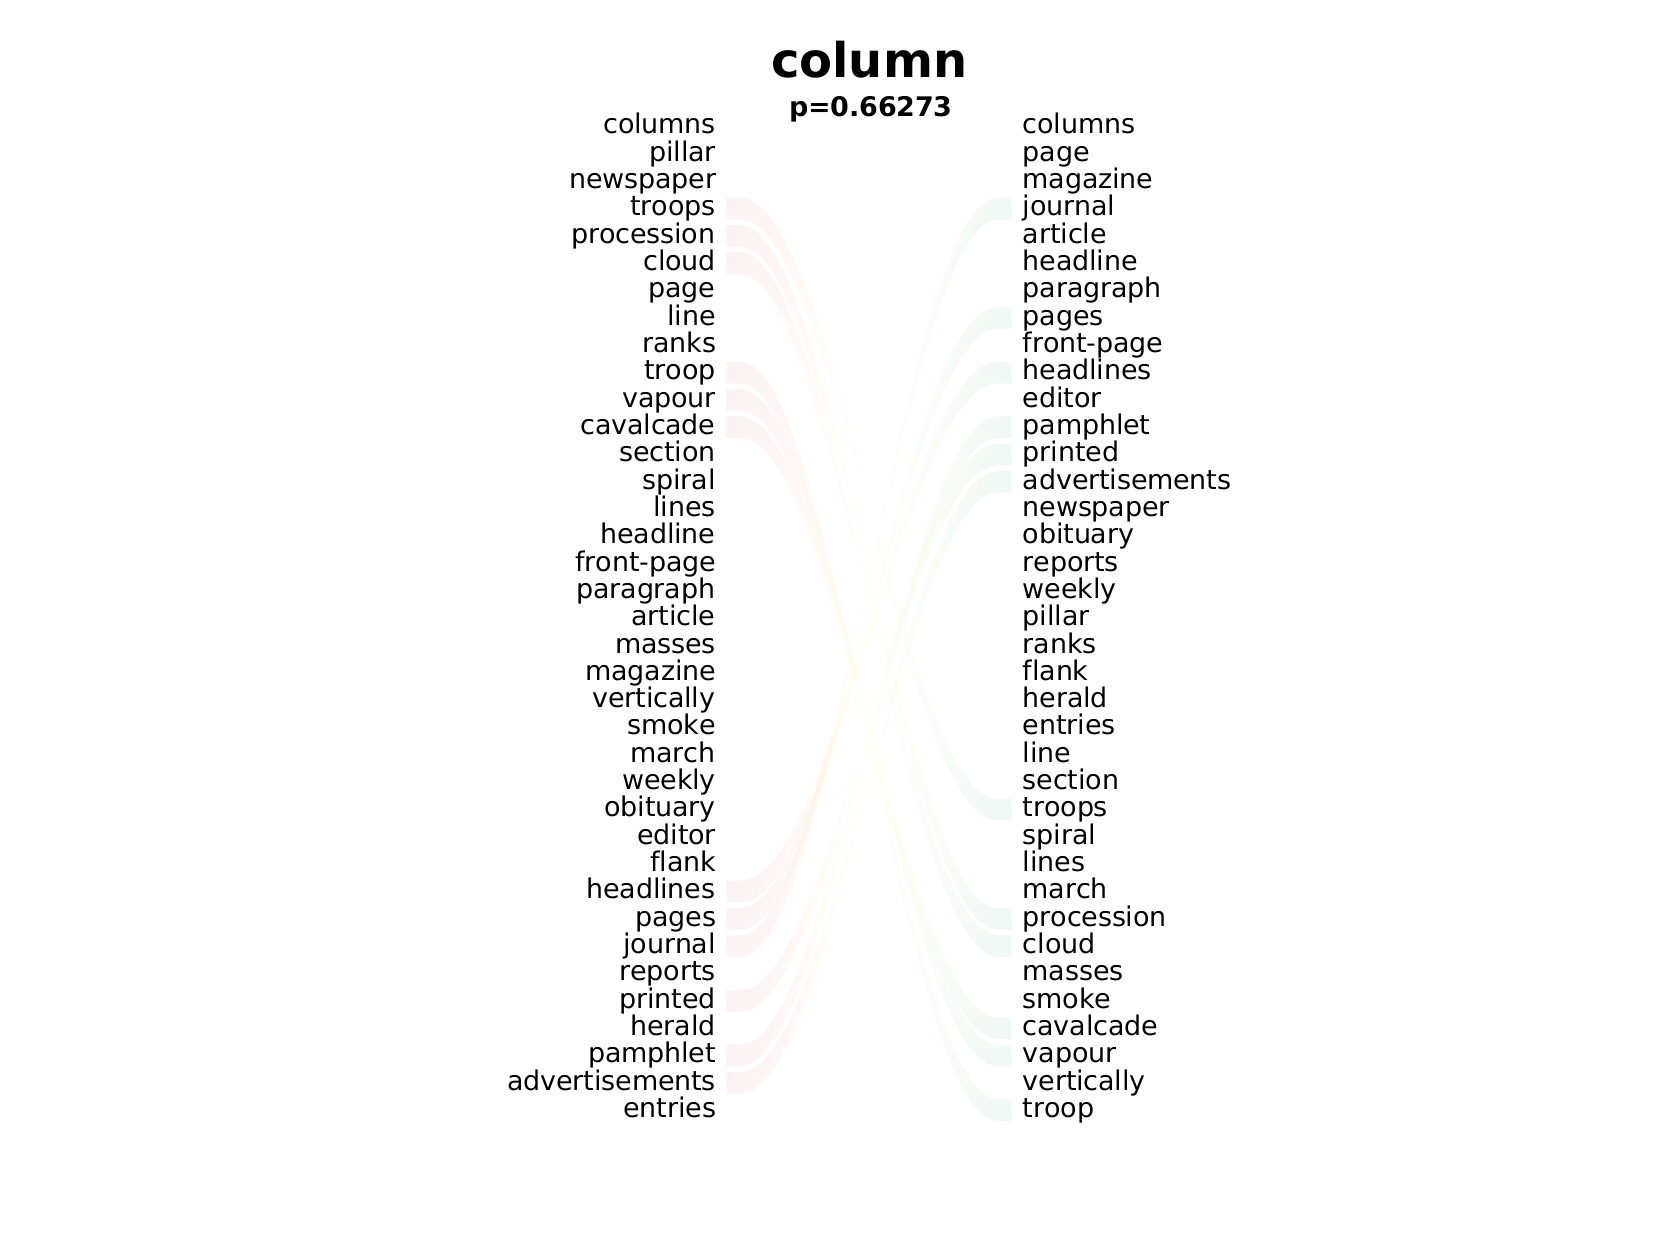 column
p=0.66273
columns columns
pillar page
newspaper magazine
troops journal
procession article
cloud headline
page paragraph
line pages
ranks front-page
troop headlines
vapour editor
cavalcade pamphlet
section printed
spiral advertisements
lines newspaper
headline obituary
front-page reports
paragraph weekly
article pillar
masses ranks
magazine flank
vertically herald
smoke entries
march line
weekly section
obituary troops
editor spiral
flank lines
headlines march
pages procession
journal cloud
reports masses
printed smoke
herald cavalcade
pamphlet vapour
advertisements vertically
entries troop